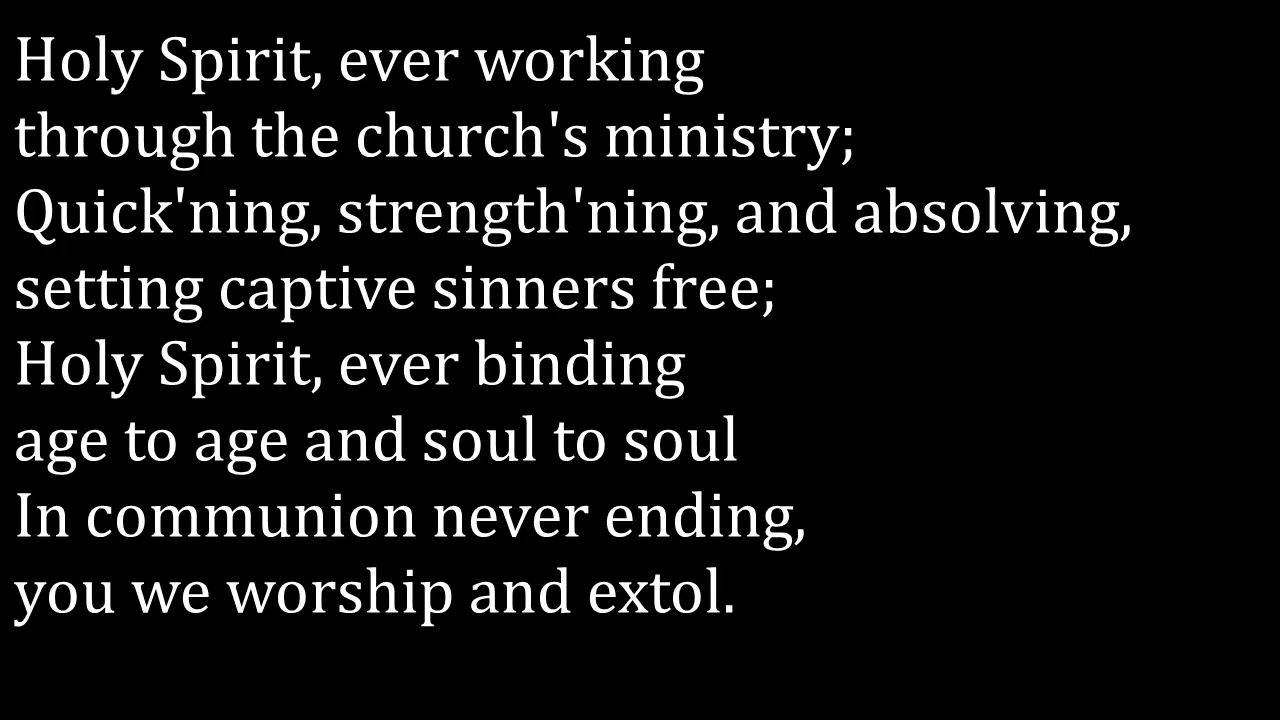 Holy Spirit, ever working
through the church's ministry;
Quick'ning, strength'ning, and absolving,
setting captive sinners free;
Holy Spirit, ever binding
age to age and soul to soul
In communion never ending,
you we worship and extol.